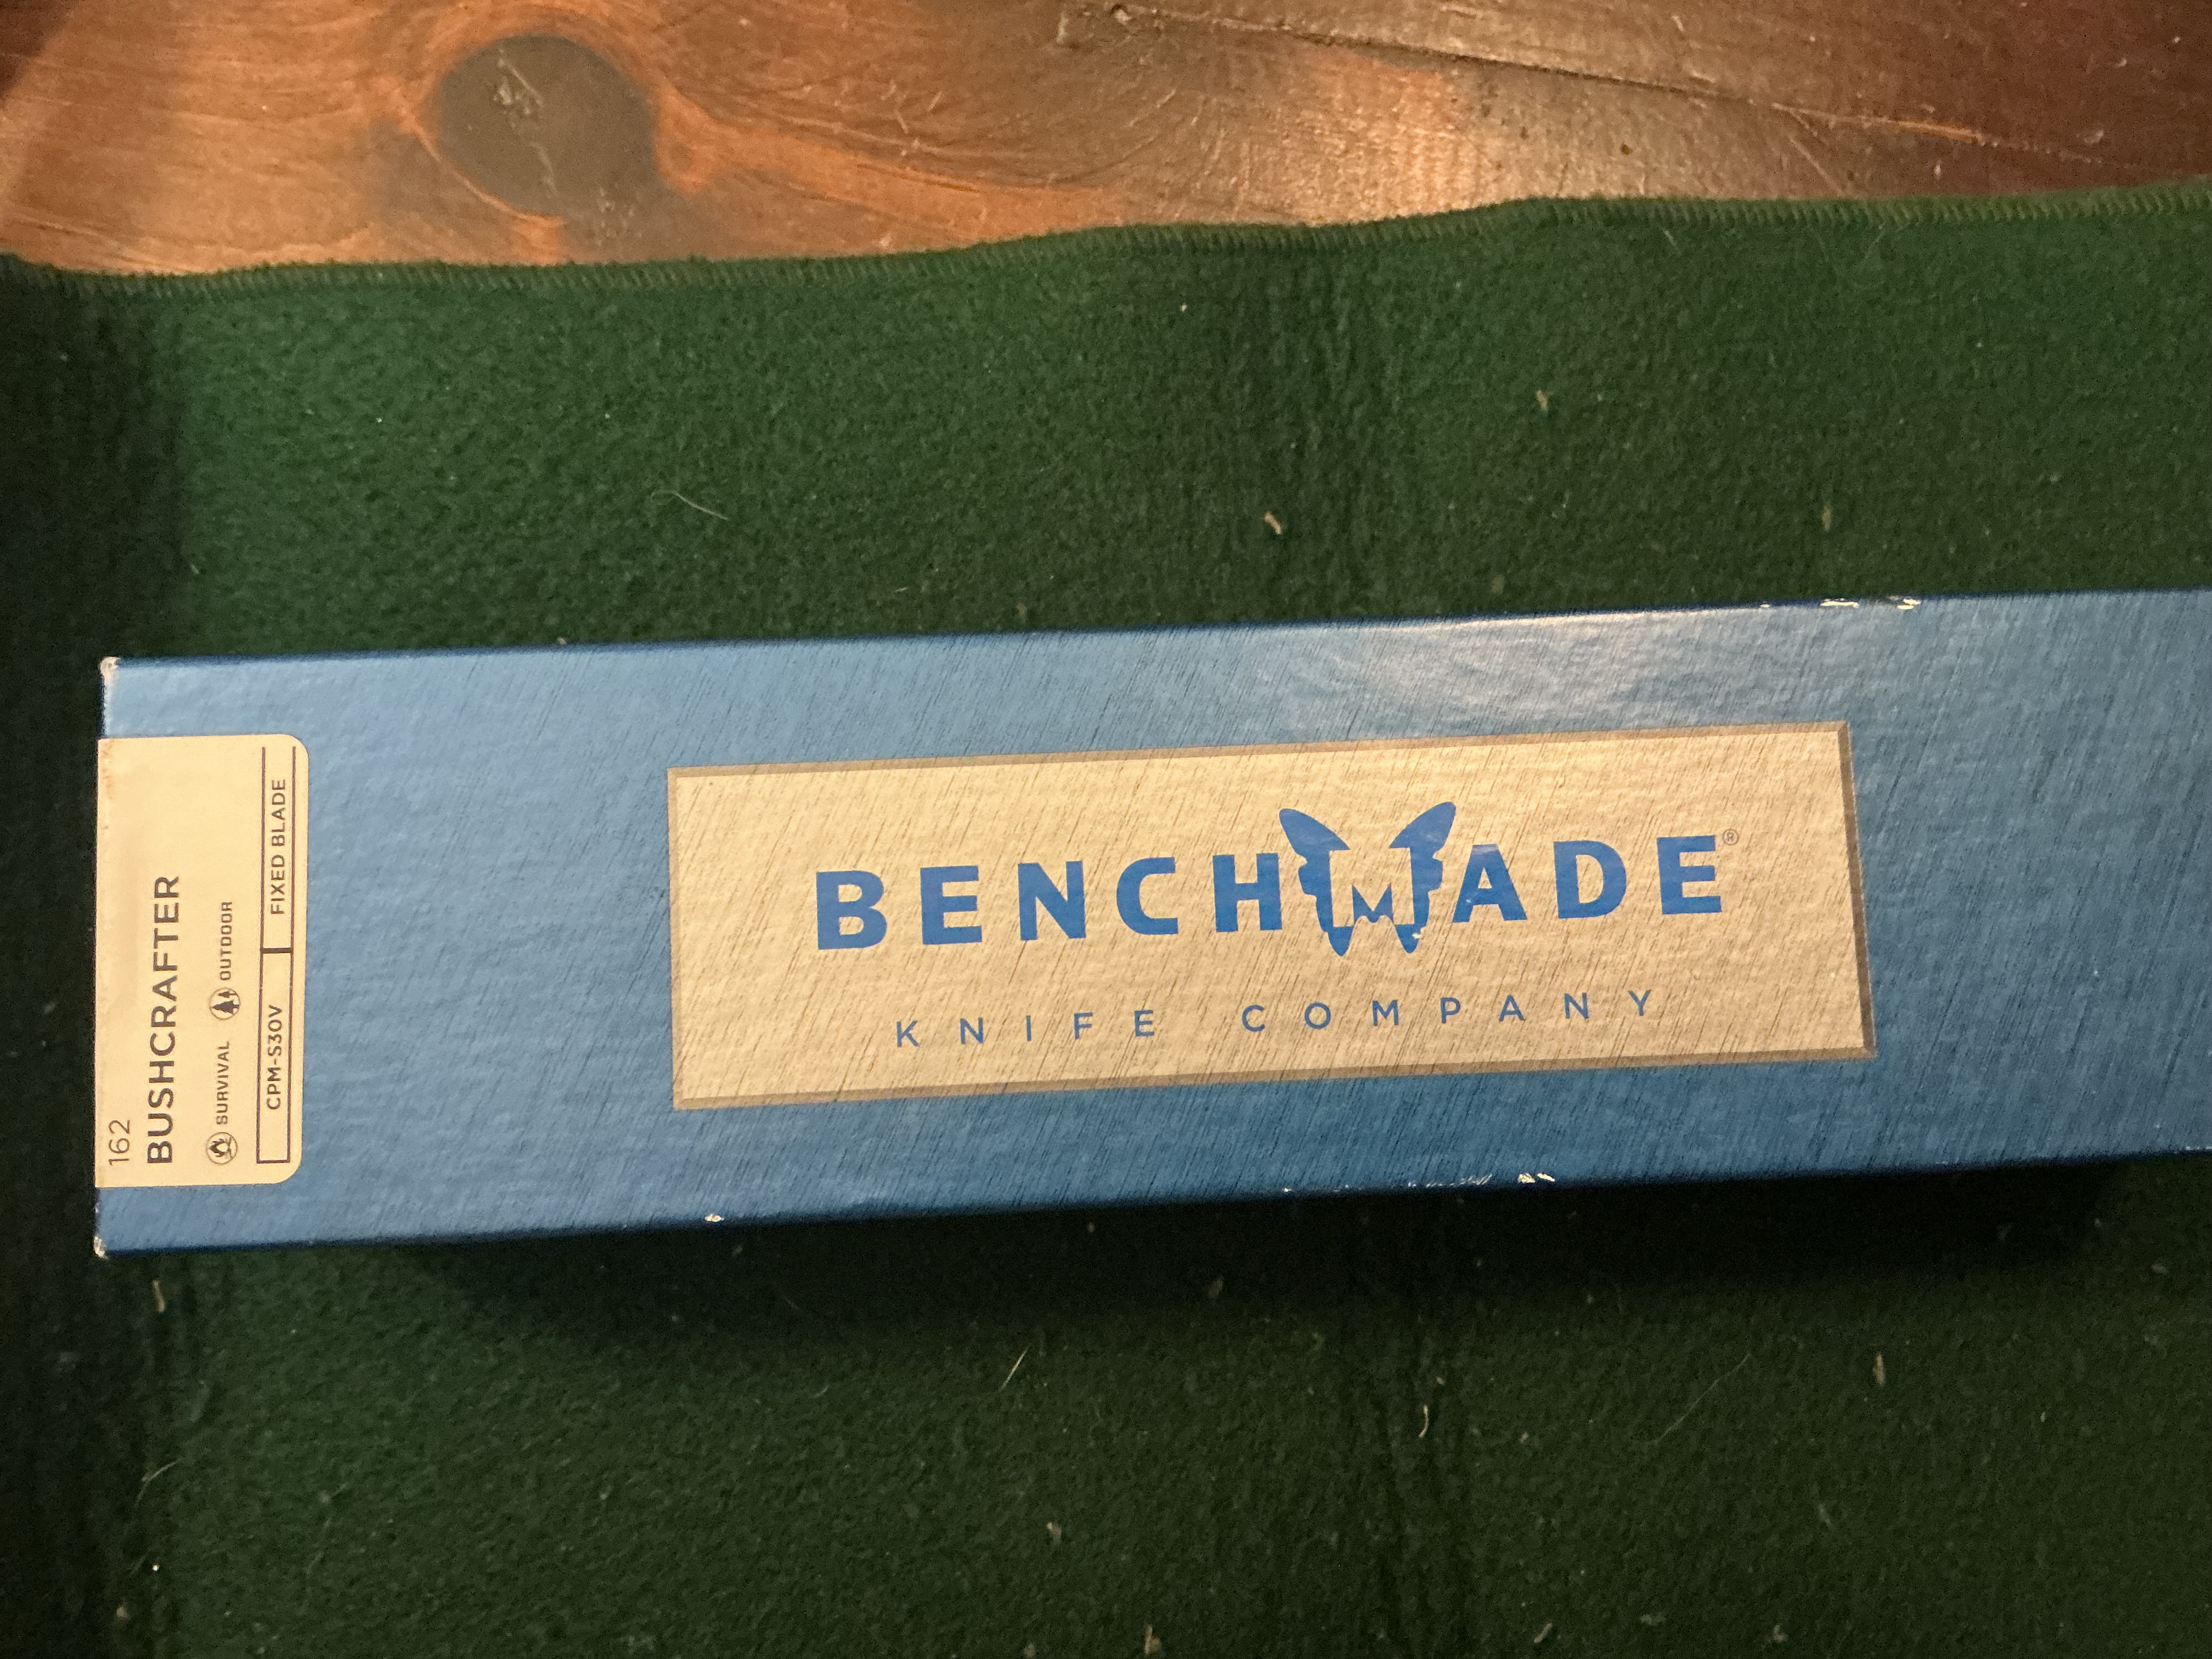 162
BUSHCRAFTER
SURVIVAL OUTDOOR
CPM-S30V FIXED BLADE
BENCHMADE®
KNIFE COMPANY